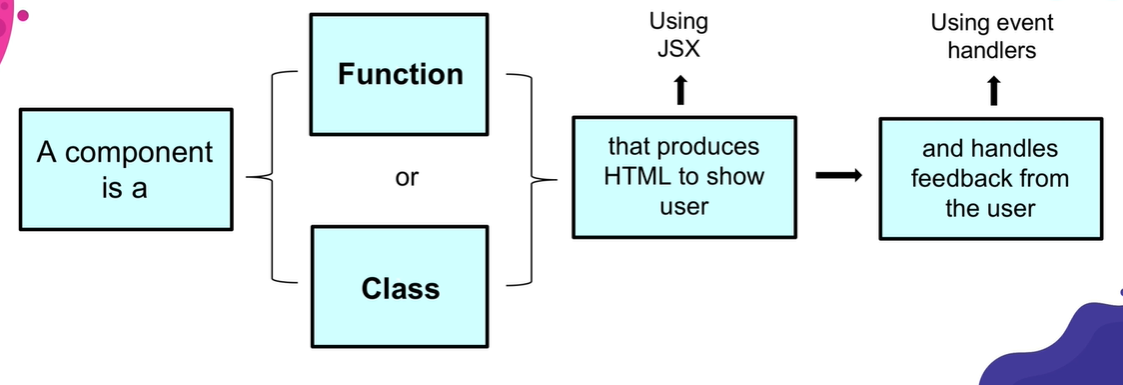 A component
is a
Function
or
Class
Using
JSX
that produces
HTML to show
user
Using event
handlers
and handles
feedback from
the user